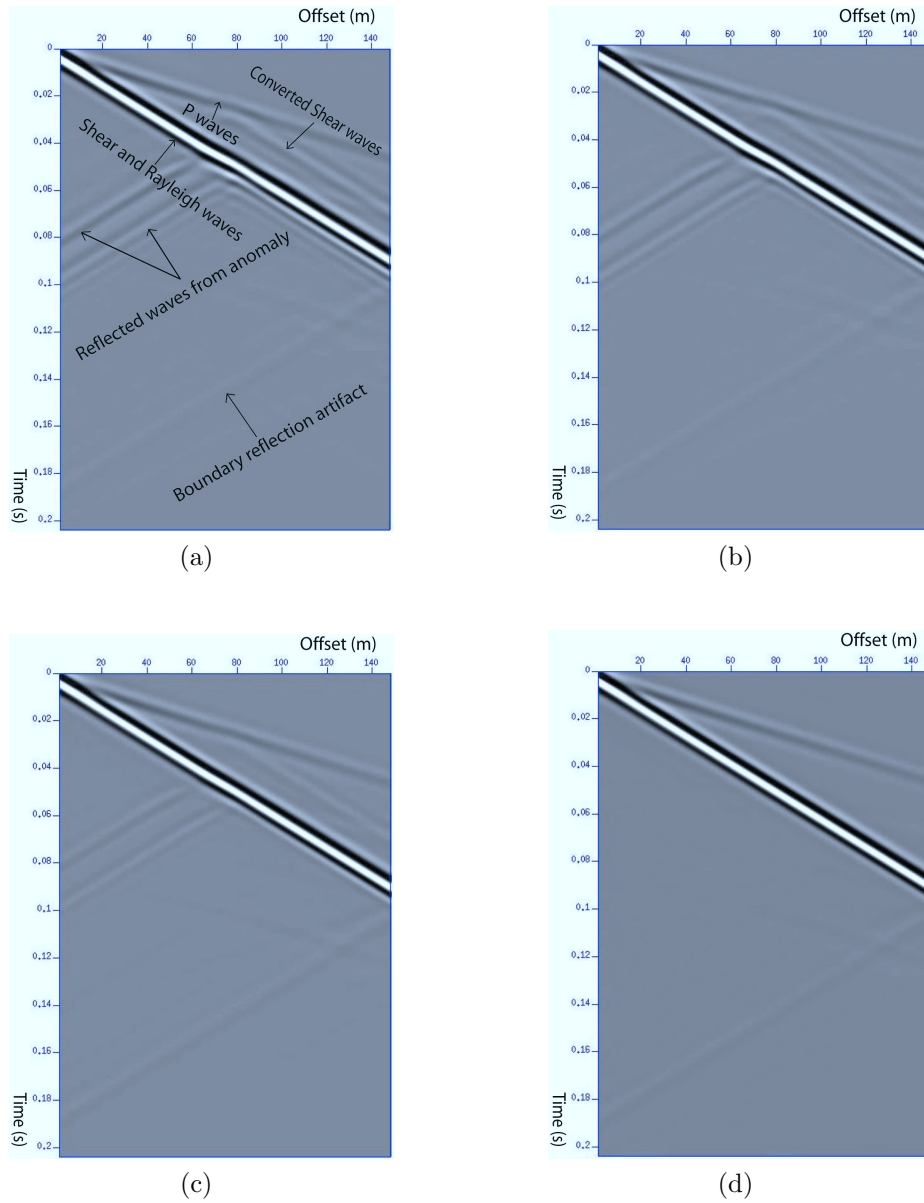 Offset (m)
20 40 60 80 100 120 140
0
0.02
0.04
0.06
0.08
0.1
0.12
0.14
0.16
0.18
0.2
Time (s)
P waves
Converted Shear waves
Shear and Rayleigh waves
Reflected waves from anomaly
Boundary reflection artifact
(a)
Offset (m)
20 40 60 80 100 120 140
0
0.02
0.04
0.06
0.08
0.1
0.12
0.14
0.16
0.18
0.2
Time (s)
(b)
Offset (m)
20 40 60 80 100 120 140
0
0.02
0.04
0.06
0.08
0.1
0.12
0.14
0.16
0.18
0.2
Time (s)
(c)
Offset (m)
20 40 60 80 100 120 140
0
0.02
0.04
0.06
0.08
0.1
0.12
0.14
0.16
0.18
0.2
Time (s)
(d)